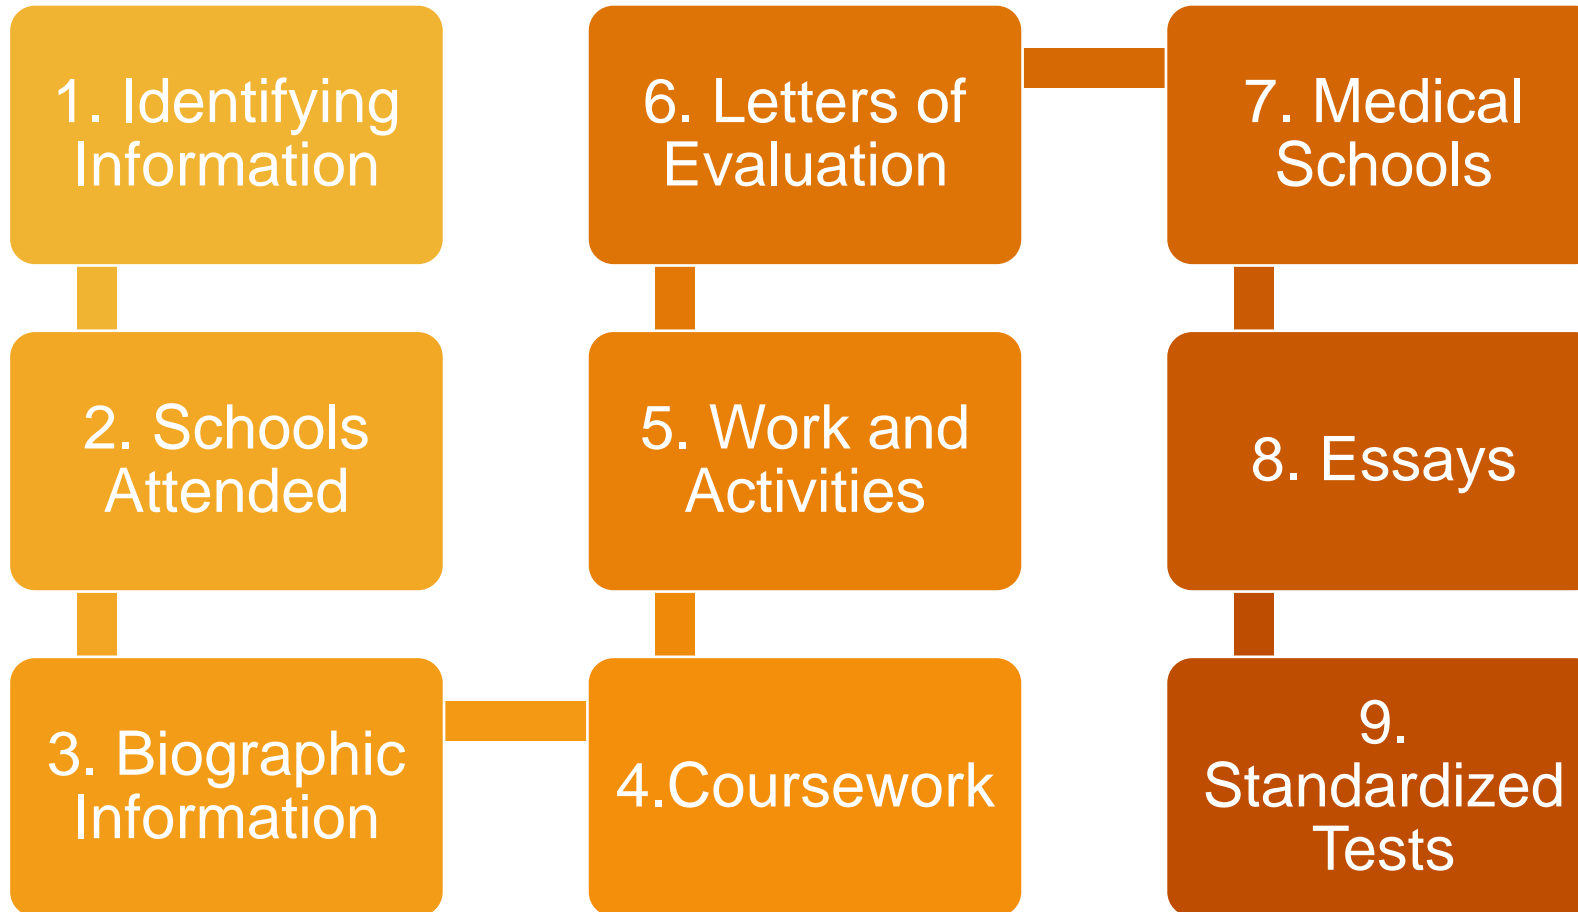 1. Identifying
Information
2. Schools
Attended
3. Biographic
Information
4.Coursework
5. Work and
Activities
6. Letters of
Evaluation
7. Medical
Schools
8. Essays
9.
Standardized
Tests